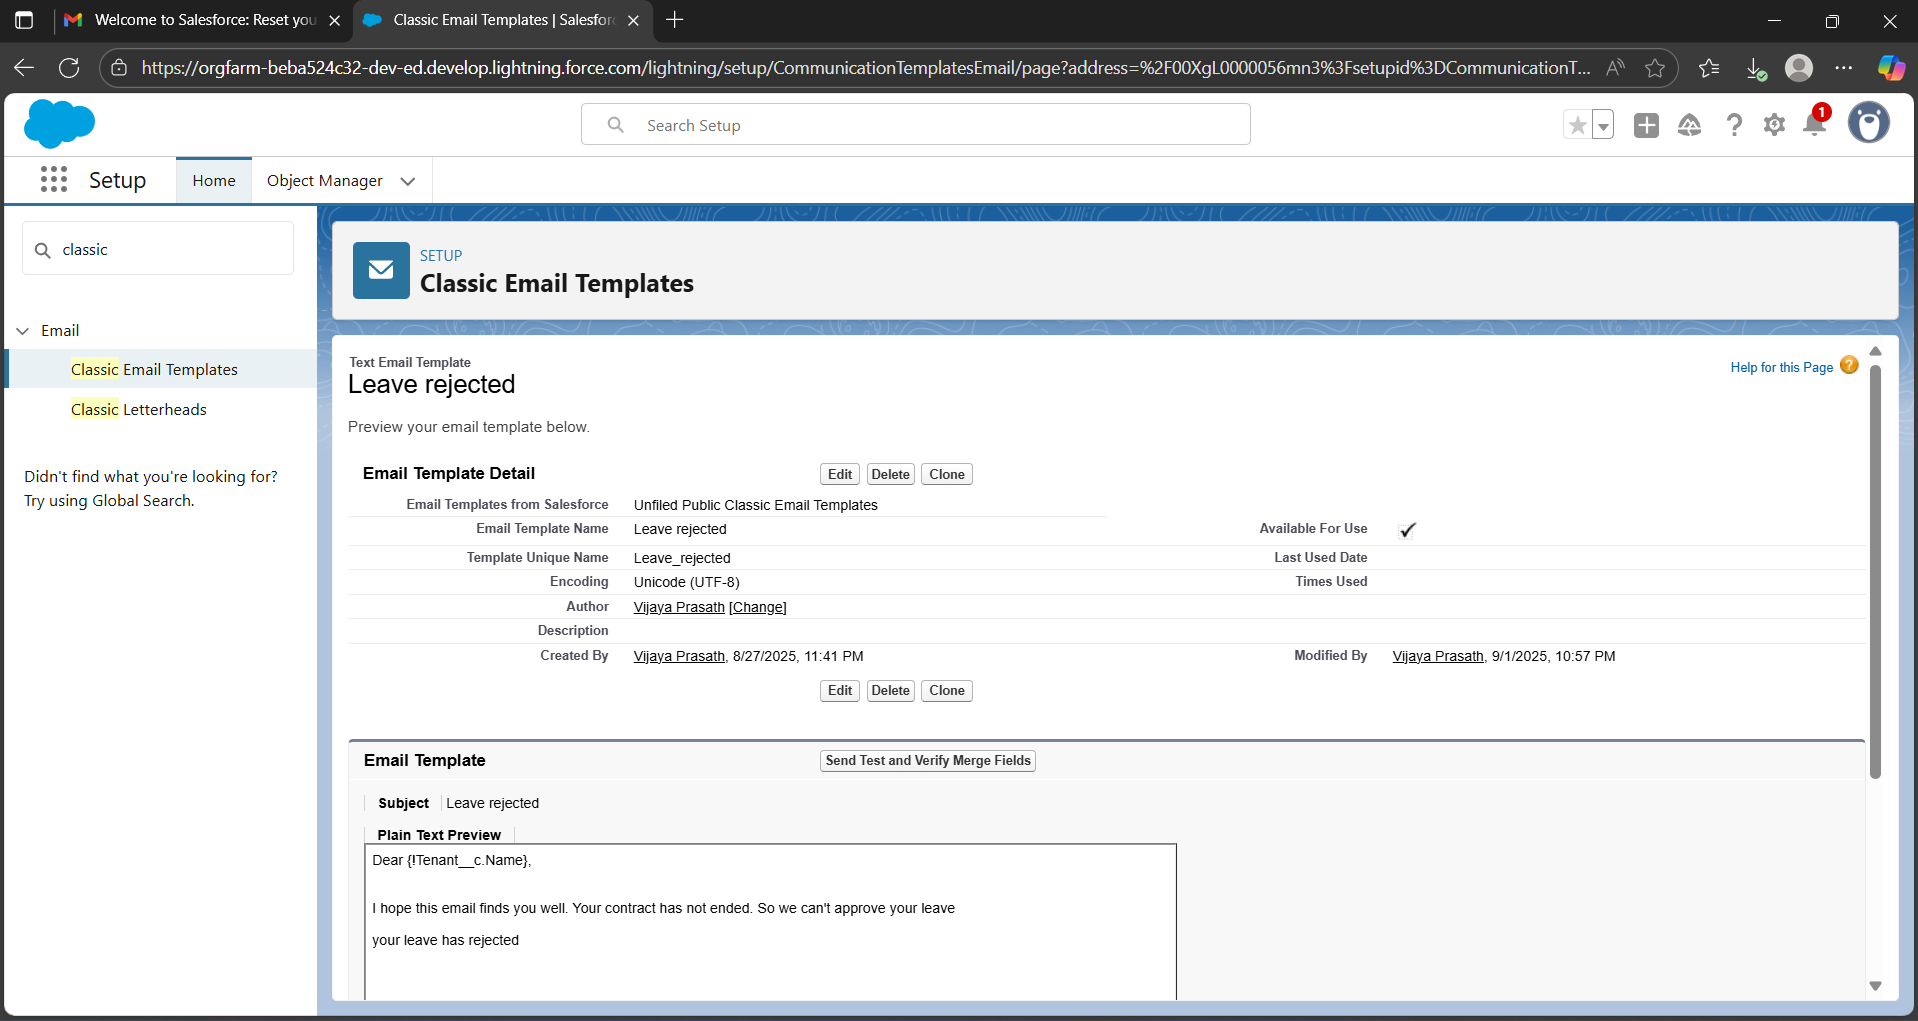 Welcome to Salesforce: Reset you
Classic Email Templates | Salesforc
https://orgfarm-beba524c32-dev-ed.develop.lightning.force.com/lightning/setup/CommunicationTemplatesEmail/page?address=%2F00XgL0000056mn3%3Fsetupid%3DCommunicationT...
Search Setup
1
Setup
Home
Object Manager
classic
Email
Classic Email Templates
Classic Letterheads
Didn't find what you're looking for?
Try using Global Search.
SETUP
Classic Email Templates
Text Email Template
Leave rejected
Help for this Page
Preview your email template below.
Email Template Detail
Edit Delete Clone
Email Templates from Salesforce Unfiled Public Classic Email Templates
Email Template Name Leave rejected Available For Use
Template Unique Name Leave_rejected Last Used Date
Encoding Unicode (UTF-8) Times Used
Author Vijaya Prasath [Change]
Description
Created By Vijaya Prasath, 8/27/2025, 11:41 PM Modified By Vijaya Prasath, 9/1/2025, 10:57 PM
Edit Delete Clone
Email Template Send Test and Verify Merge Fields
Subject Leave rejected
Plain Text Preview
Dear {!Tenant__c.Name},
I hope this email finds you well. Your contract has not ended. So we can't approve your leave
your leave has rejected